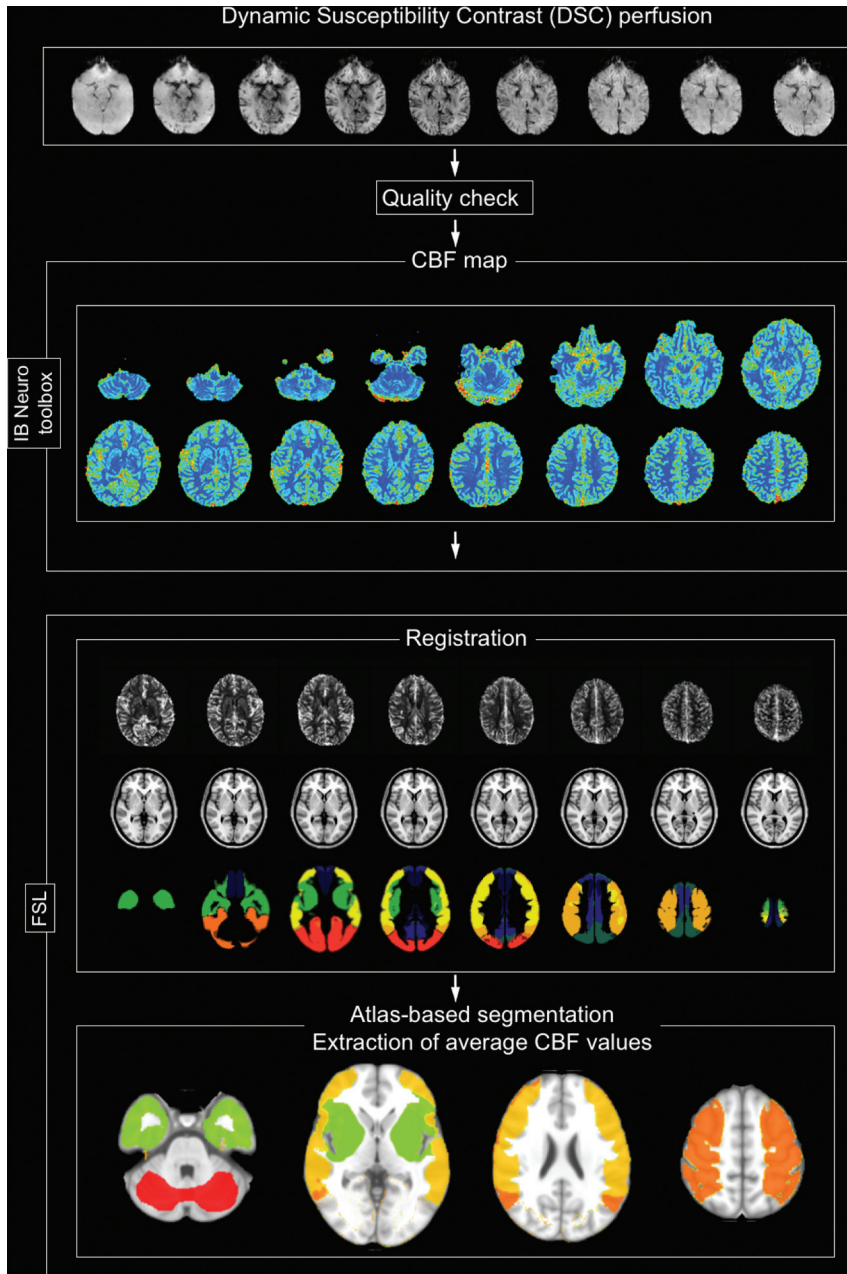 Dynamic Susceptibility Contrast (DSC) perfusion
Quality check
CBF map
IB Neuro
toolbox
Registration
FSL
Atlas-based segmentation
Extraction of average CBF values